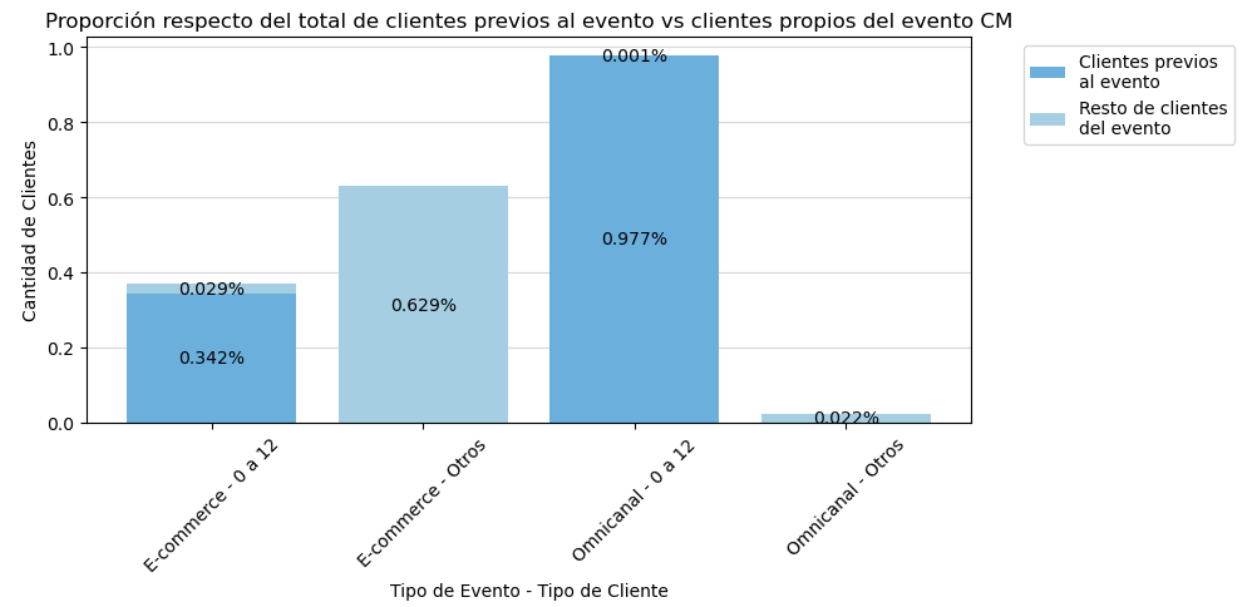 Proporción respecto del total de clientes previos al evento vs clientes propios del evento CM
Cantidad de Clientes
1.0
0.8
0.6
0.4
0.2
0.0
0.029%
0.342%
0.629%
0.001%
0.977%
0.022%
E-commerce - 0 a 12
E-commerce - Otros
Omnicanal - 0 a 12
Omnicanal - Otros
Tipo de Evento - Tipo de Cliente
Clientes previos
al evento
Resto de clientes
del evento